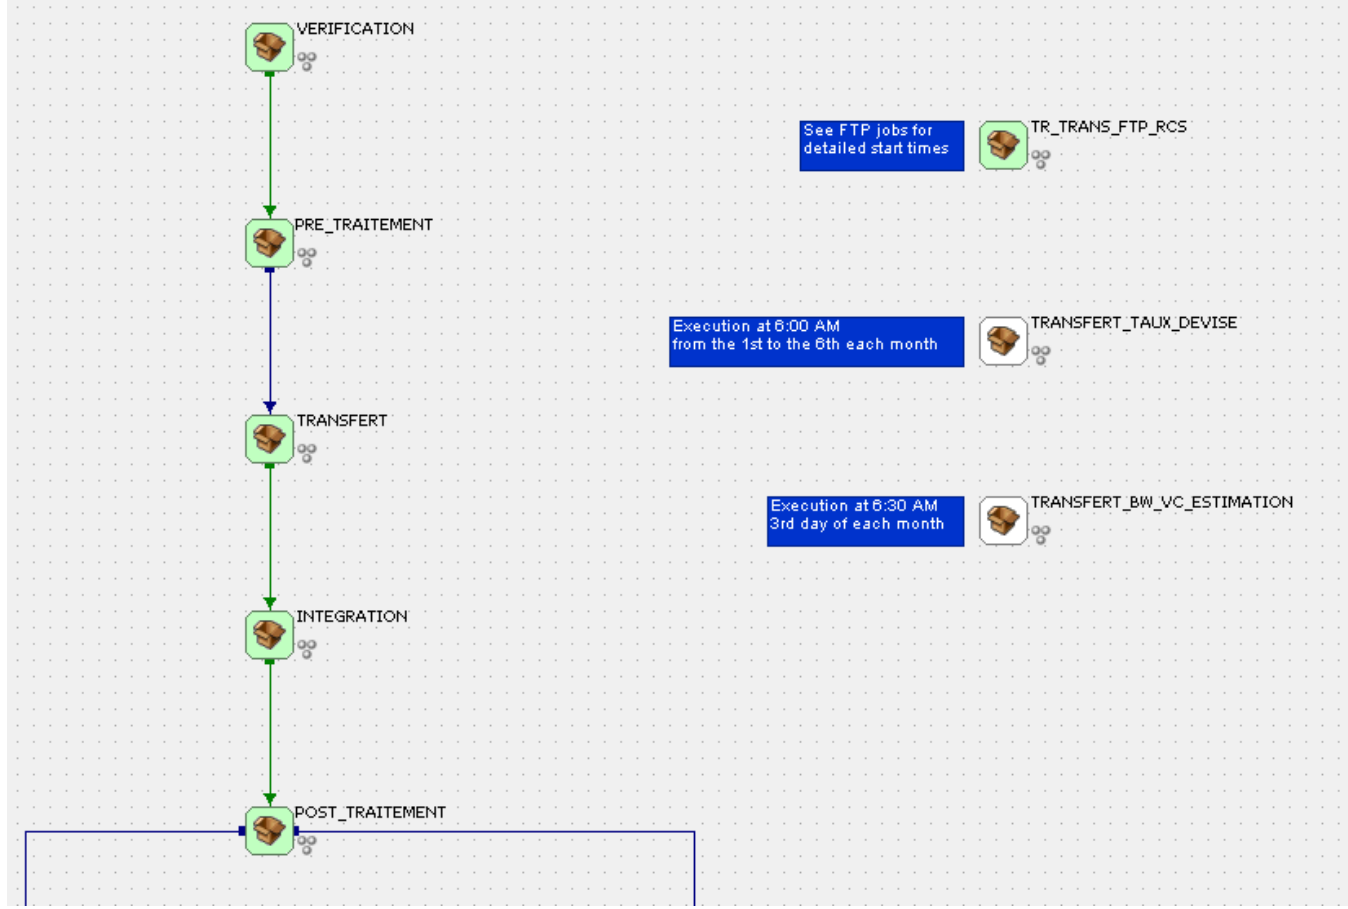 VERIFICATION
See FTP jobs for
detailed start times
TR_TRANS_FTP_RCS
PRE_TRAITEMENT
Execution at 6:00 AM
from the 1st to the 6th each month
TRANSFERT_TAUX_DEVISE
TRANSFERT
Execution at 6:30 AM
3rd day of each month
TRANSFERT_BW_VC_ESTIMATION
INTEGRATION
POST_TRAITEMENT